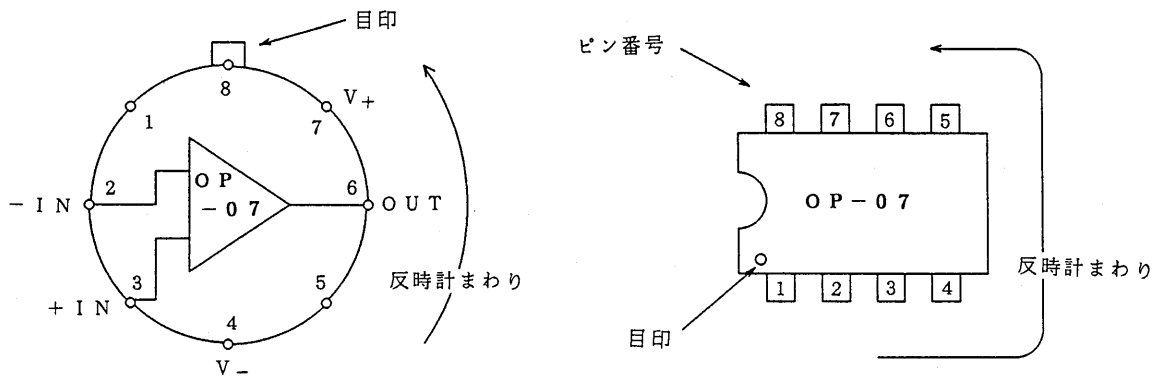 目印
8
1
V+
7
2
OP
-07
6
-IN
OUT
3
+IN
5
反時計まわり
4
V-
ピン番号
8 7 6 5
OP-07
反時計まわり
1 2 3 4
目印